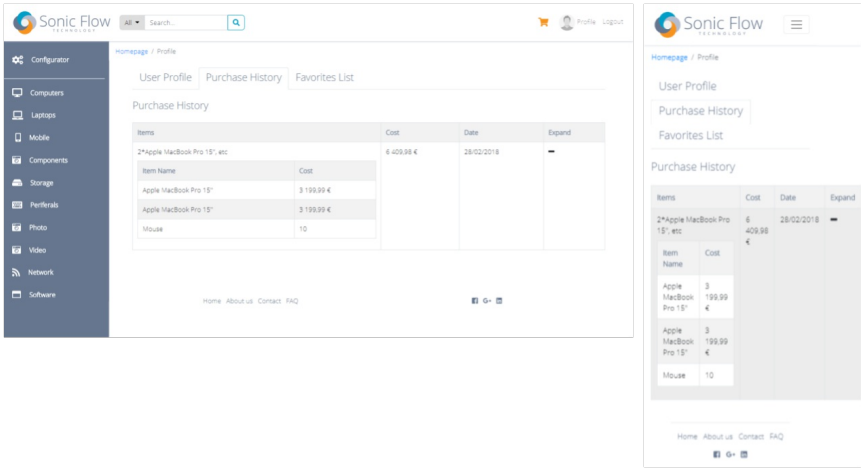 Sonic Flow
TECHNOLOGY
All
Search..
Profile
Logout
Configurator
Computers
Laptops
Mobile
Components
Storage
Periferals
Photo
Video
Network
Software
Homepage / Profile
User Profile
Purchase History
Favorites List
Purchase History
Items Cost Date Expand
2*Apple MacBook Pro 15", etc 6 409,98 € 28/02/2018
Item Name Cost
Apple MacBook Pro 15" 3 199,99 €
Apple MacBook Pro 15" 3 199,99 €
Mouse 10
Home About us Contact FAQ
G+
Sonic Flow
TECHNOLOGY
Homepage / Profile
User Profile
Purchase History
Favorites List
Purchase History
Items Cost Date Expand
2*Apple MacBook Pro 6 28/02/2018
15", etc 409,98
€
Item Cost
Name
Apple 3
MacBook 199,99
Pro 15" €
Apple 3
MacBook 199,99
Pro 15" €
Mouse 10
Home About us Contact FAQ
G+